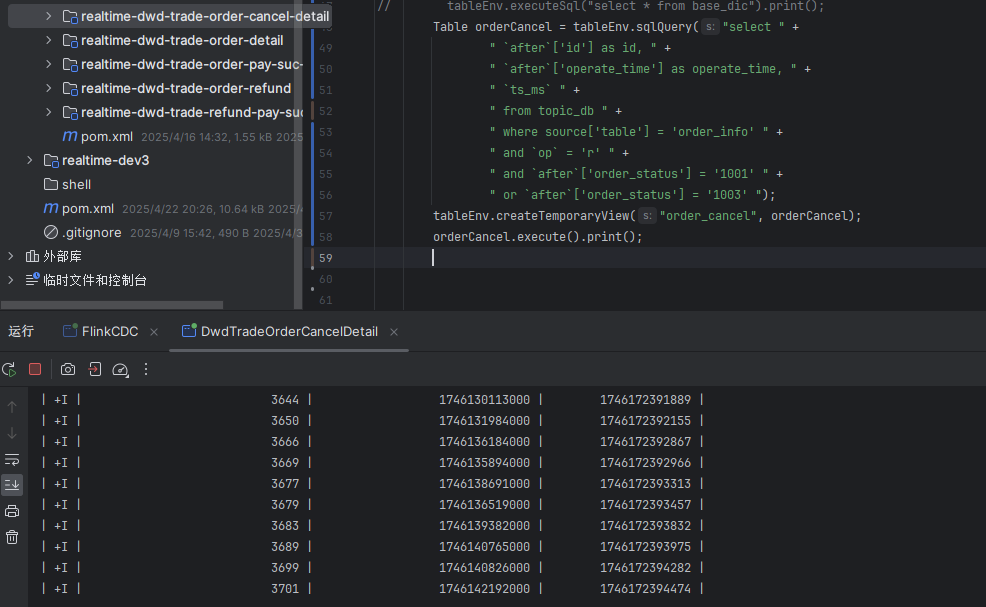 realtime-dwd-trade-order-cancel-detail
realtime-dwd-trade-order-detail
realtime-dwd-trade-order-pay-suc-
realtime-dwd-trade-order-refund
realtime-dwd-trade-refund-pay-suc
m pom.xml 2025/4/16 14:32, 1.55 kB 2025
realtime-dev3
shell
m pom.xml 2025/4/22 20:26, 10.64 kB 2025/
.gitignore 2025/4/9 15:42, 490 B 2025/4/3
外部库
临时文件和控制台
// tableEnv.executeSql("select * from base_dic").print();
Table orderCancel = tableEnv.sqlQuery( s: "select " +
49 " `after`['id'] as id, " +
50 " `after`['operate_time'] as operate_time, " +
51 " `ts_ms` " +
52 " from topic_db " +
53 " where source['table'] = 'order_info' " +
54 " and `op` = 'r' " +
55 " and `after`['order_status'] = '1001' " +
56 " or `after`['order_status'] = '1003' ");
57 tableEnv.createTemporaryView( s: "order_cancel", orderCancel);
58 orderCancel.execute().print();
59
60
61
运行 FlinkCDC × DwdTradeOrderCancelDetail ×
| +I | 3644 | 1746130113000 | 1746172391889 |
| +I | 3650 | 1746131984000 | 1746172392155 |
| +I | 3666 | 1746136184000 | 1746172392867 |
| +I | 3669 | 1746135894000 | 1746172392966 |
| +I | 3677 | 1746138691000 | 1746172393313 |
| +I | 3679 | 1746136519000 | 1746172393457 |
| +I | 3683 | 1746139382000 | 1746172393832 |
| +I | 3689 | 1746140765000 | 1746172393975 |
| +I | 3699 | 1746140826000 | 1746172394282 |
| +I | 3701 | 1746142192000 | 1746172394474 |